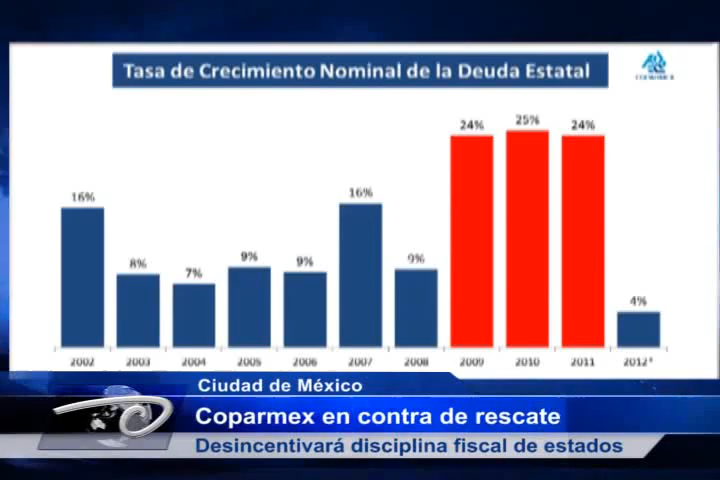 Tasa de Crecimiento Nominal de la Deuda Estatal
COPARMEX
16% 8% 7% 9% 9% 16% 9% 24% 25% 24% 4%
2002 2003 2004 2005 2006 2007 2008 2009 2010 2011 2012*
Ciudad de México
Coparmex en contra de rescate
Desincentivará disciplina fiscal de estados